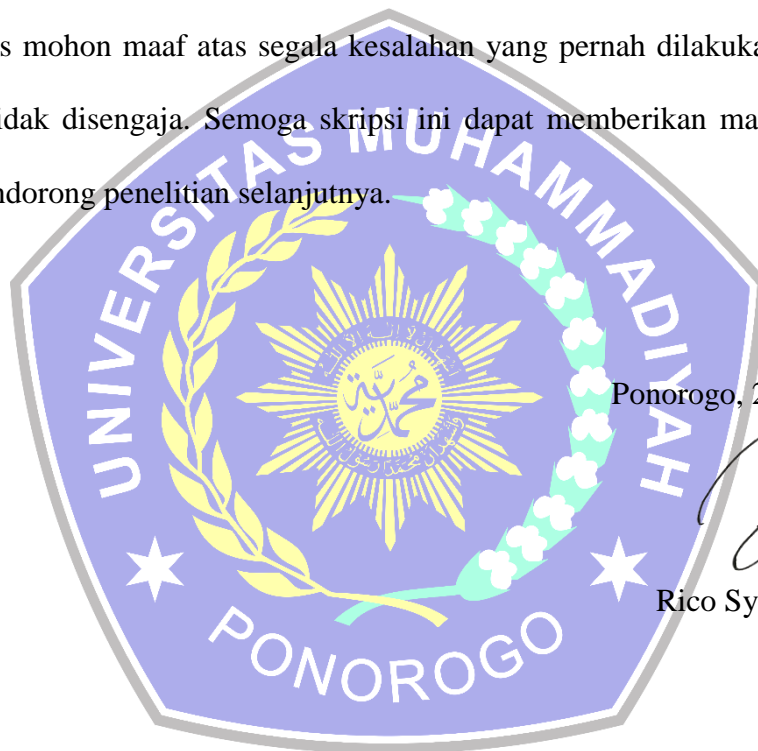 s mohon maaf atas segala kesalahan yang pernah dilakuka
idak disengaja. Semoga skripsi ini dapat memberikan ma
ndorong penelitian selanjutnya.
UNIVERSITAS MUHAMMADIYAH
محمدية
Ponorogo, 2
Rico Sy
PONOROGO